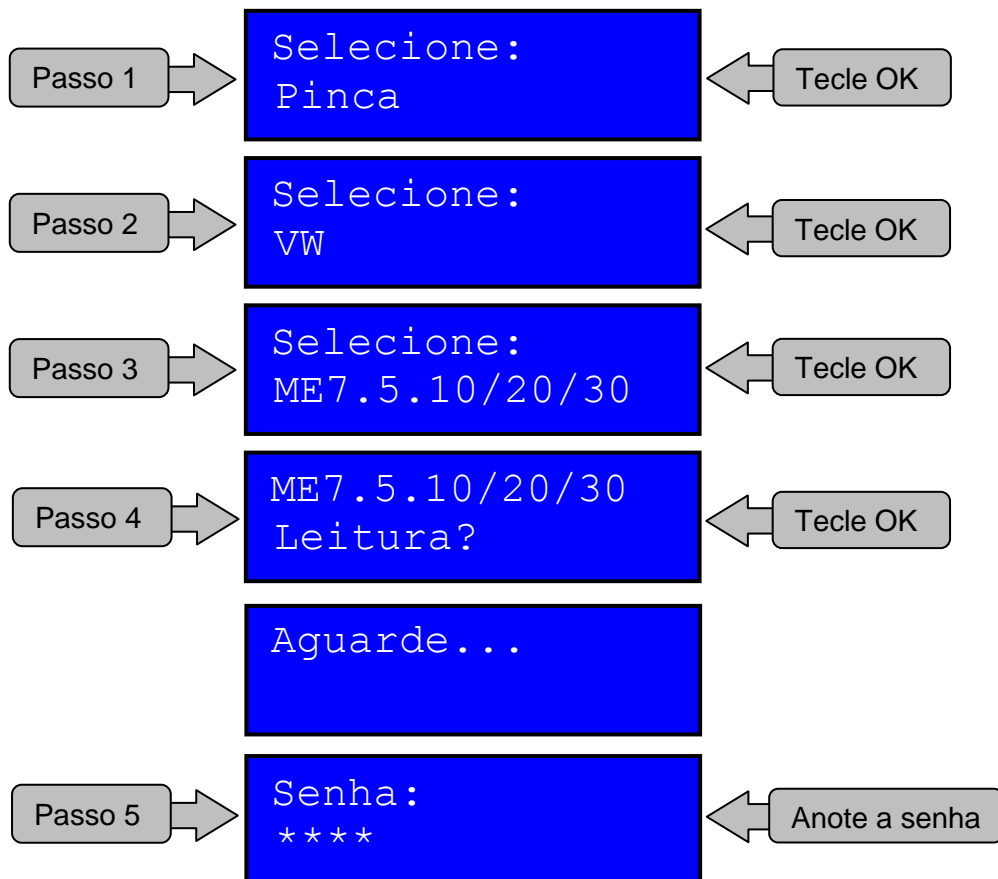 Passo 1
Selecione:
Pinca
Tecle OK
Passo 2
Selecione:
VW
Tecle OK
Passo 3
Selecione:
ME7.5.10/20/30
Tecle OK
Passo 4
ME7.5.10/20/30
Leitura?
Tecle OK
Aguarde...
Passo 5
Senha:
****
Anote a senha